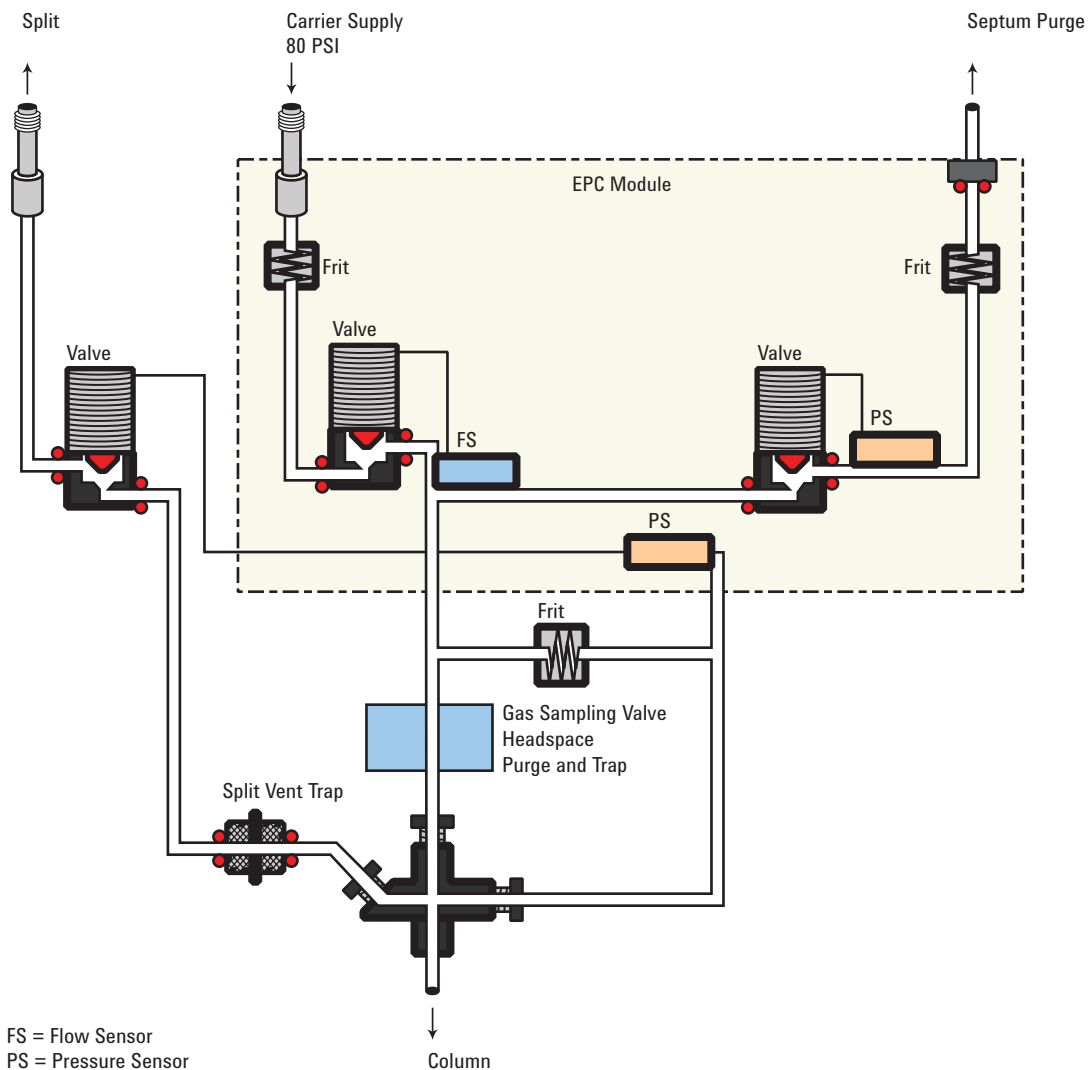 Split
Carrier Supply
80 PSI
Septum Purge
EPC Module
Frit
Frit
Valve
Valve
Valve
FS
PS
PS
Frit
Gas Sampling Valve
Headspace
Purge and Trap
Split Vent Trap
FS = Flow Sensor
PS = Pressure Sensor
Column